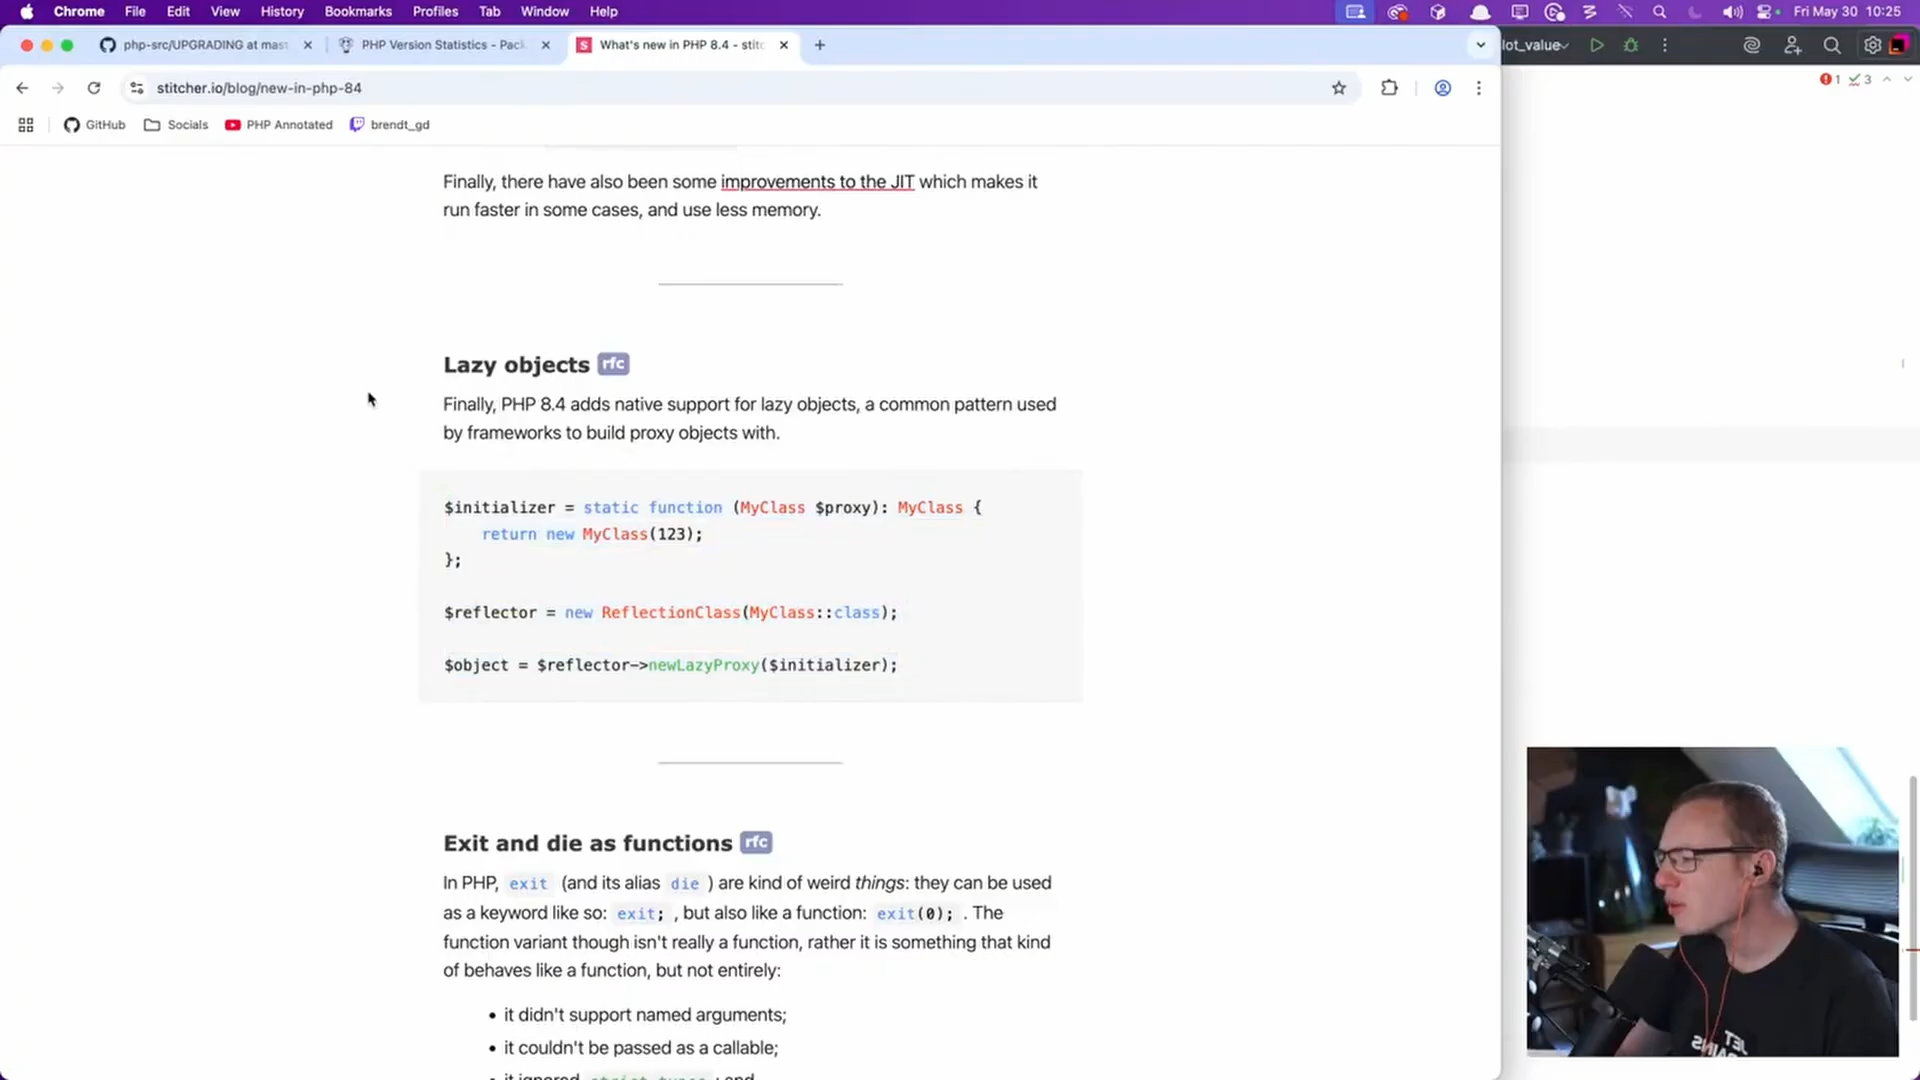 Chrome File Edit View History Bookmarks Profiles Tab Window Help Fri May 30 10:25
php-src/UPGRADING at mast PHP Version Statistics - Pack What's new in PHP 8.4 - stitc lot_value
stitcher.io/blog/new-in-php-84 1 3
GitHub Socials PHP Annotated brendt_gd
Finally, there have also been some improvements to the JIT which makes it
run faster in some cases, and use less memory.
Lazy objects rfc
Finally, PHP 8.4 adds native support for lazy objects, a common pattern used
by frameworks to build proxy objects with.
$initializer = static function (MyClass $proxy): MyClass {
return new MyClass(123);
};
$reflector = new ReflectionClass(MyClass::class);
$object = $reflector->newLazyProxy($initializer);
Exit and die as functions rfc
In PHP, exit (and its alias die ) are kind of weird things: they can be used
as a keyword like so: exit; , but also like a function: exit(0); . The
function variant though isn't really a function, rather it is something that kind
of behaves like a function, but not entirely:
• it didn't support named arguments;
• it couldn't be passed as a callable;
• it ignored strict_types ; and